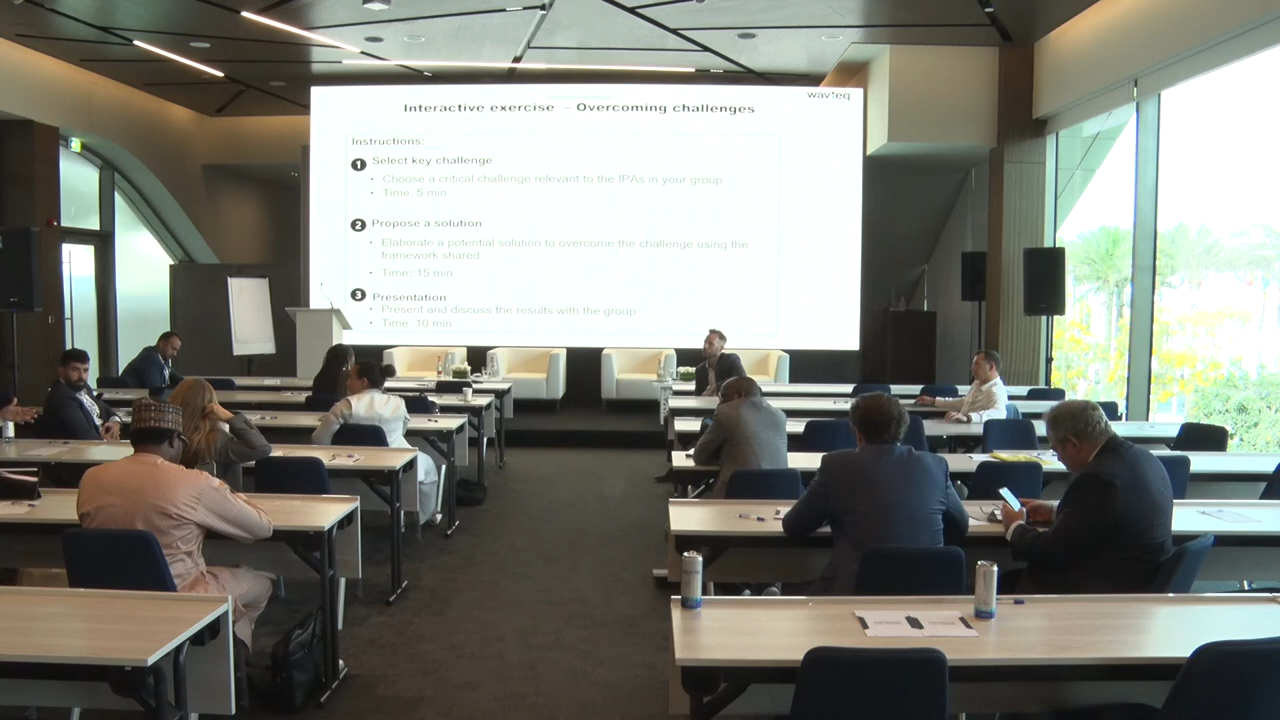 wavteq
Interactive exercise – Overcoming challenges
Instructions:
1 Select key challenge
• Choose a critical challenge relevant to the IPAs in your group
• Time: 5 min
2 Propose a solution
• Elaborate a potential solution to overcome the challenge using the
framework shared
• Time: 15 min
3 Presentation
• Present and discuss the results with the group
• Time: 10 min